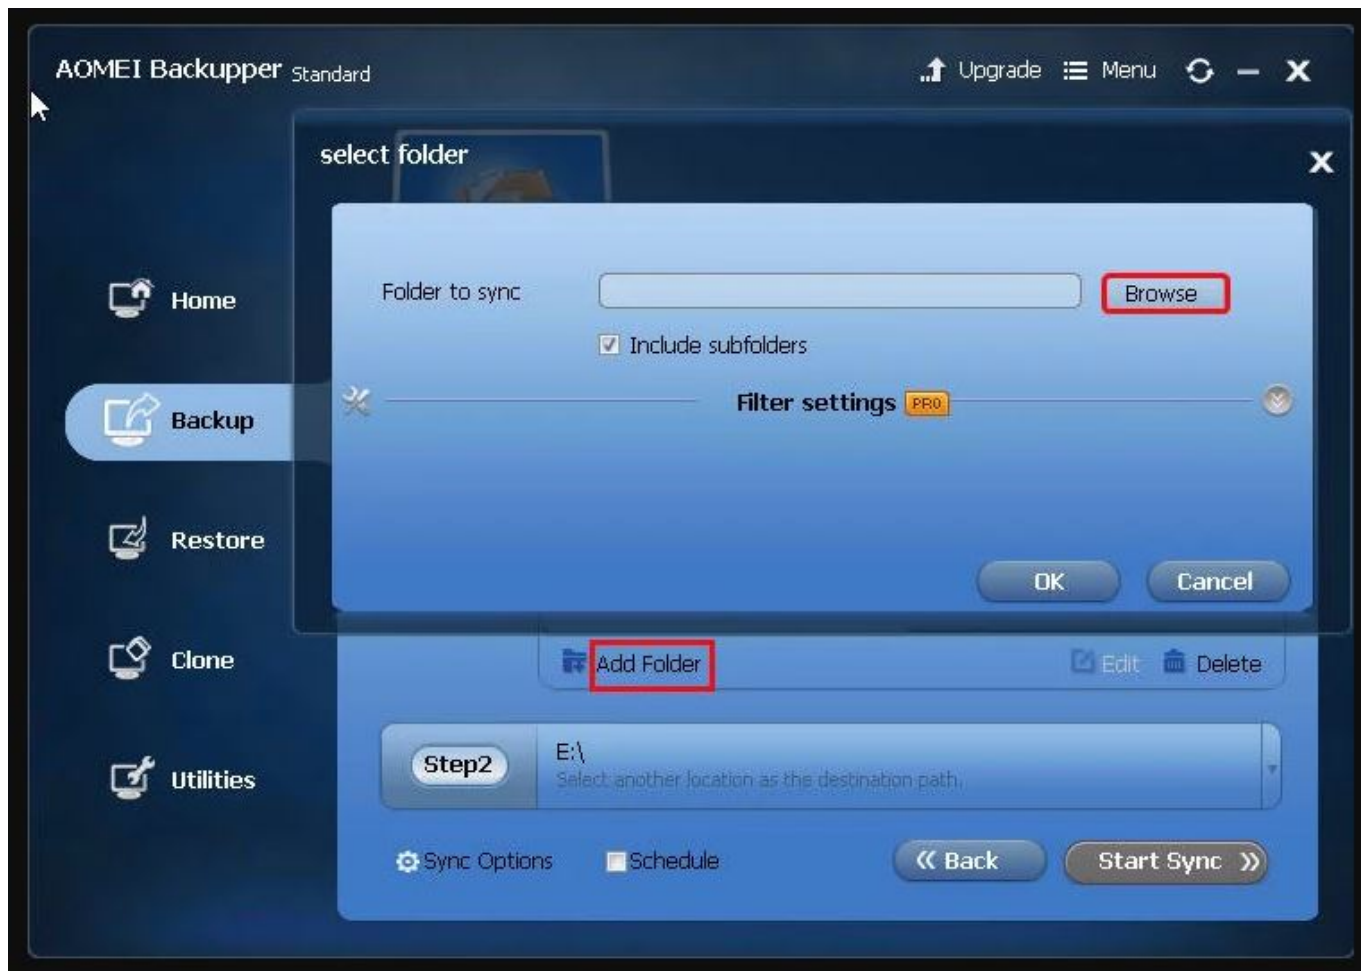 AOMEI Backupper Standard
Upgrade Menu
select folder
Folder to sync Browse
Include subfolders
Filter settings PRO
OK Cancel
Home
Backup
Restore
Clone
Utilities
Add Folder Edit Delete
Step2 E:\
Select another location as the destination path.
Sync Options Schedule Back Start Sync